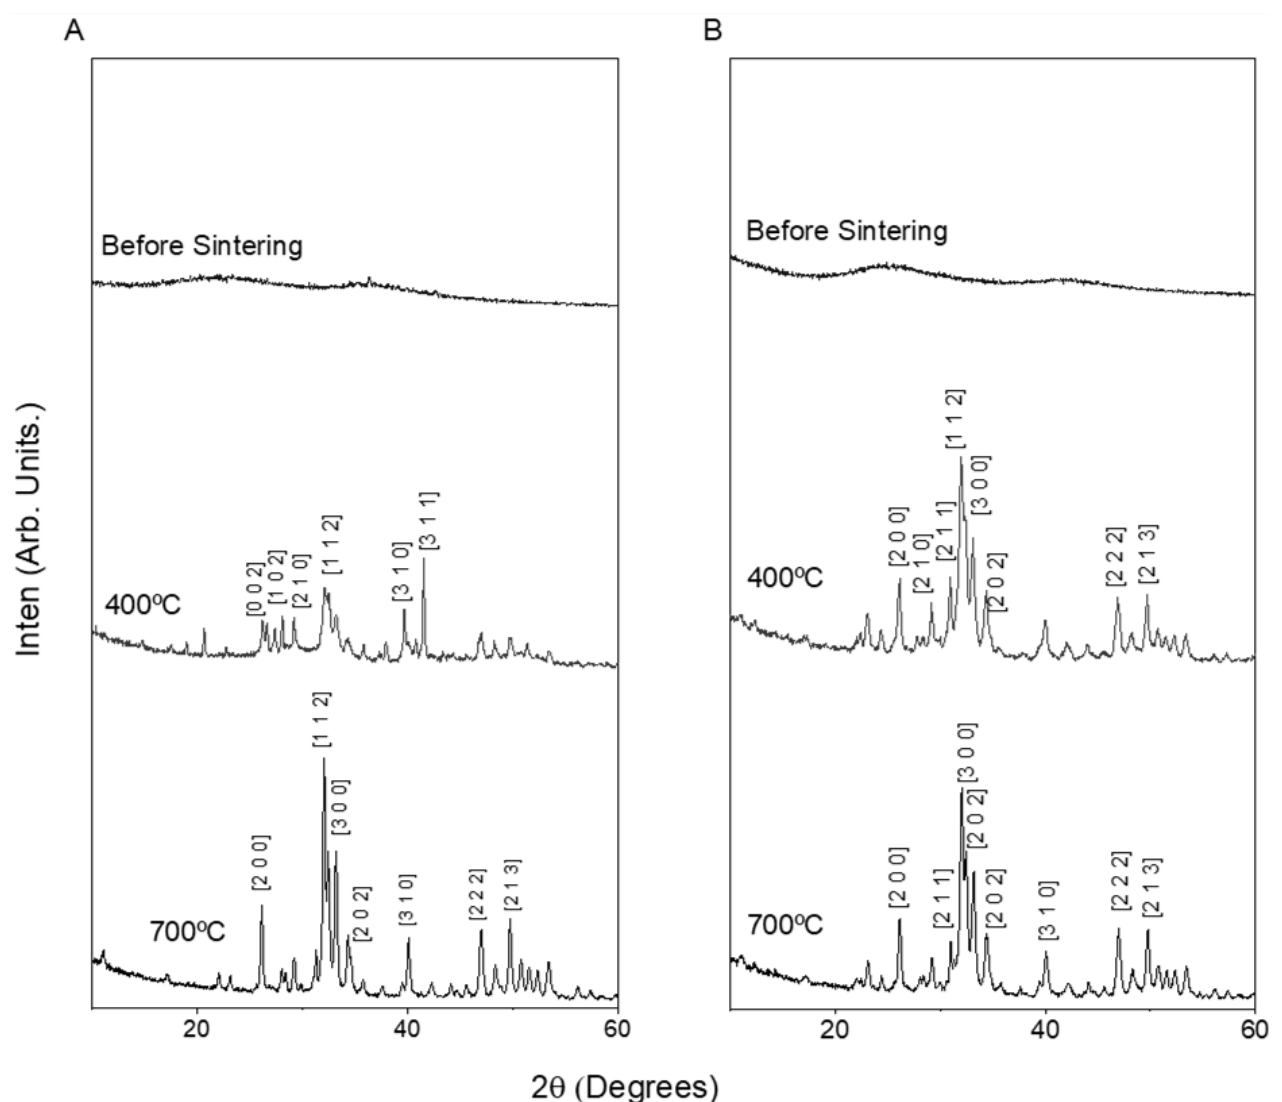 A
B
Inten (Arb. Units.)
Before Sintering
400ºC
[0 0 2]
[1 0 2]
[2 1 0]
[1 1 2]
[3 1 0]
[3 1 1]
700ºC
[2 0 0]
[1 1 2]
[3 0 0]
[2 0 2]
[3 1 0]
[2 2 2]
[2 1 3]
20
40
60
Before Sintering
400ºC
[2 0 0]
[2 1 0]
[2 1 1]
[1 1 2]
[3 0 0]
[2 0 2]
[2 2 2]
[2 1 3]
700ºC
[2 0 0]
[2 1 1]
[3 0 0]
[2 0 2]
[2 0 2]
[3 1 0]
[2 2 2]
[2 1 3]
20
40
60
2θ (Degrees)